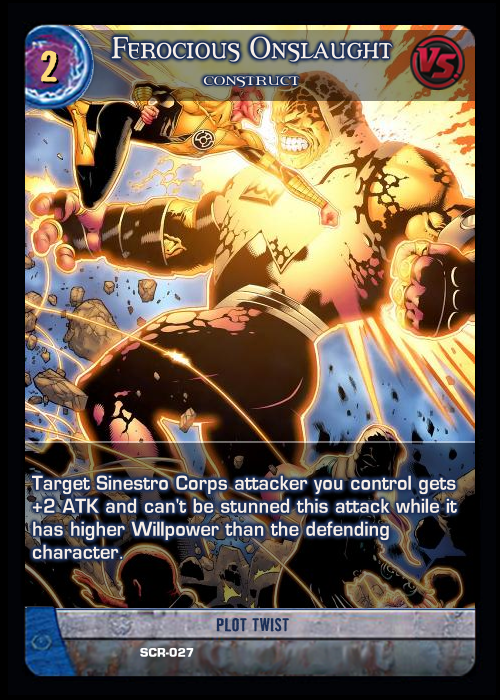 2
Ferocious Onslaught
VS.
CONSTRUCT
Target Sinestro Corps attacker you control gets
+2 ATK and can't be stunned this attack while it
has higher Willpower than the defending
character.
PLOT TWIST
SCR-027